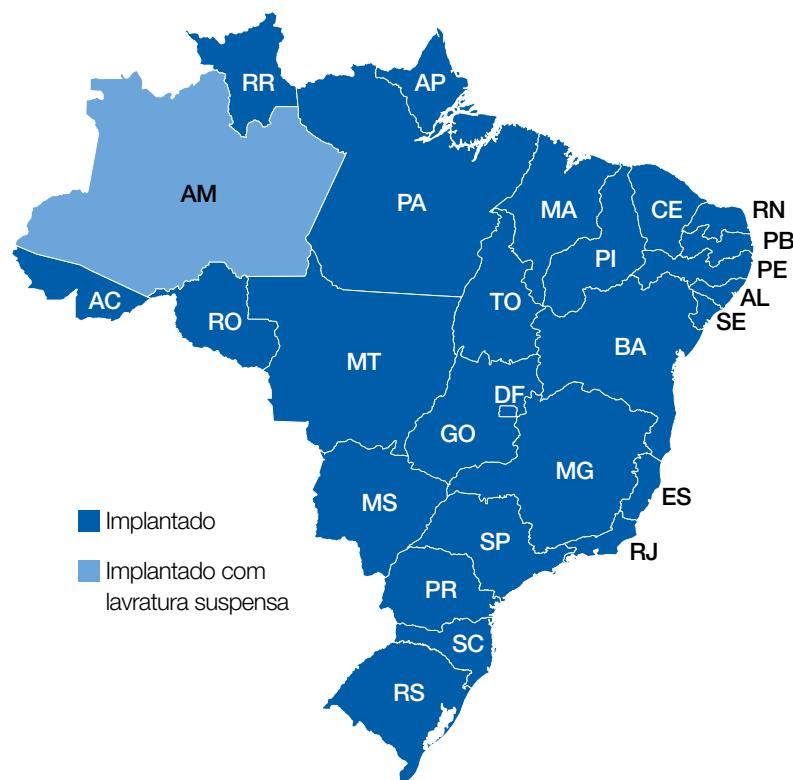 RR
AP
AM
PA
MA
CE
RN
PB
PI
PE
AC
TO
AL
RO
SE
BA
MT
DF
GO
MG
ES
MS
Implantado
SP
RJ
Implantado com
lavratura suspensa
PR
SC
RS